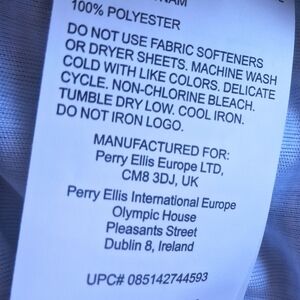 100% POLYESTER
DO NOT USE FABRIC SOFTENERS
OR DRYER SHEETS. MACHINE WASH
COLD WITH LIKE COLORS. DELICATE
CYCLE. NON-CHLORINE BLEACH.
TUMBLE DRY LOW. COOL IRON.
DO NOT IRON LOGO.
MANUFACTURED FOR:
Perry Ellis Europe LTD,
CM8 3DJ, UK
Perry Ellis International Europe
Olympic House
Pleasants Street
Dublin 8, Ireland
UPC# 085142744593